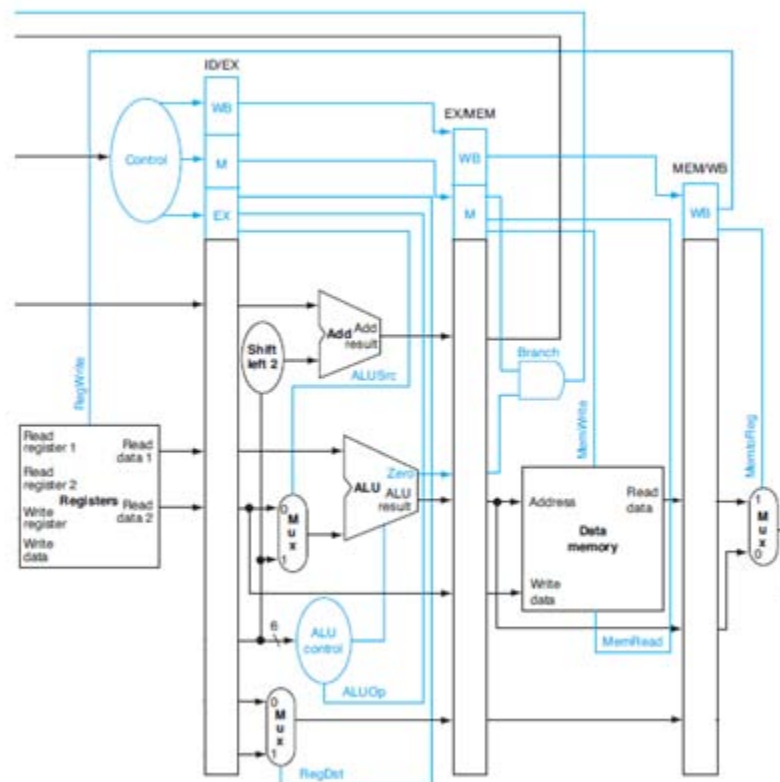 ID/EX
WB
Control
M
EX
EX/MEM
WB
M
MEM/WB
WB
Add
Add
result
Shift
left 2
ALUSrc
Branch
RegWrite
MemWrite
MemtoReg
Read
register 1
Read
data 1
Read
register 2
Registers
Read
data 2
Write
register
Write
data
Zero
ALU
ALU
result
0
M
u
x
1
Address
Read
data
Data
memory
Write
data
1
M
u
x
0
6
ALU
control
MemRead
ALUOp
0
M
u
x
1
RegDst